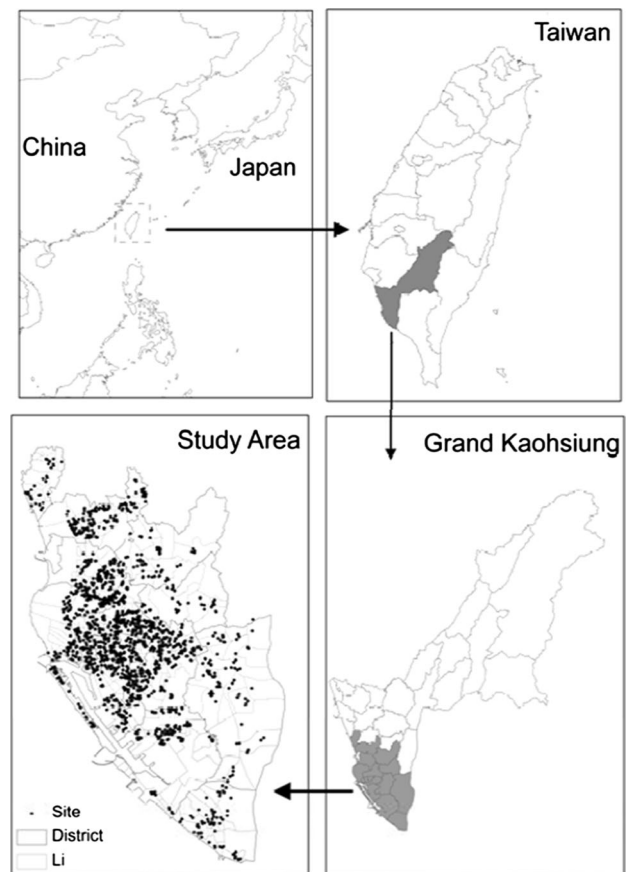 China
Japan
Taiwan
Study Area
Site
District
Li
Grand Kaohsiung